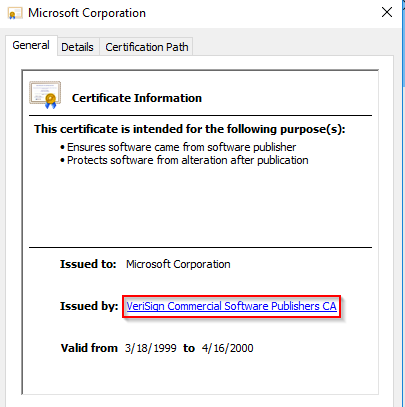 Microsoft Corporation
General Details Certification Path
Certificate Information
This certificate is intended for the following purpose(s):
• Ensures software came from software publisher
• Protects software from alteration after publication
Issued to: Microsoft Corporation
Issued by: VeriSign Commercial Software Publishers CA
Valid from 3/18/1999 to 4/16/2000